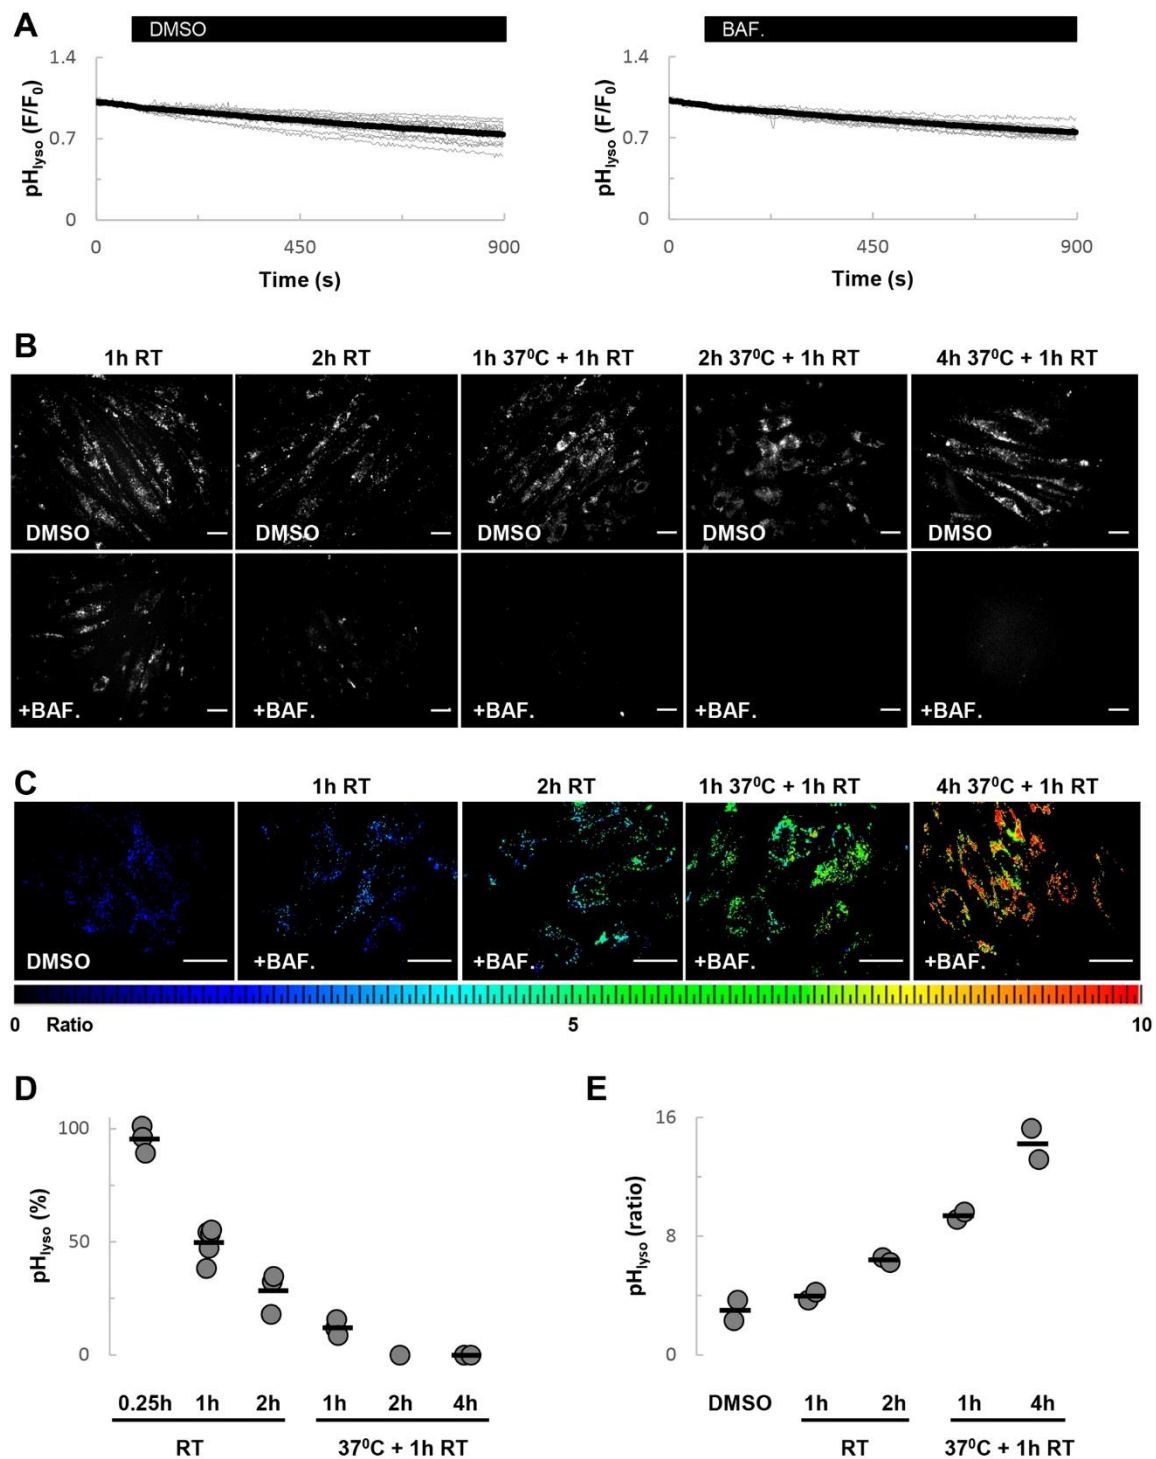 A
DMSO
BAF.
1.4
0.7
0
pHlyso (F/F0)
0 450 900
Time (s)
1.4
0.7
0
pHlyso (F/F0)
0 450 900
Time (s)
B
1h RT 2h RT 1h 37⁰C + 1h RT 2h 37⁰C + 1h RT 4h 37⁰C + 1h RT
DMSO DMSO DMSO DMSO DMSO
+BAF. +BAF. +BAF. +BAF. +BAF.
C
1h RT 2h RT 1h 37⁰C + 1h RT 4h 37⁰C + 1h RT
DMSO +BAF. +BAF. +BAF. +BAF.
0 Ratio 5 10
D
100
50
0
pHlyso (%)
0.25h 1h 2h 1h 2h 4h
RT 37⁰C + 1h RT
E
16
8
0
pHlyso (ratio)
DMSO 1h 2h 1h 4h
RT 37⁰C + 1h RT